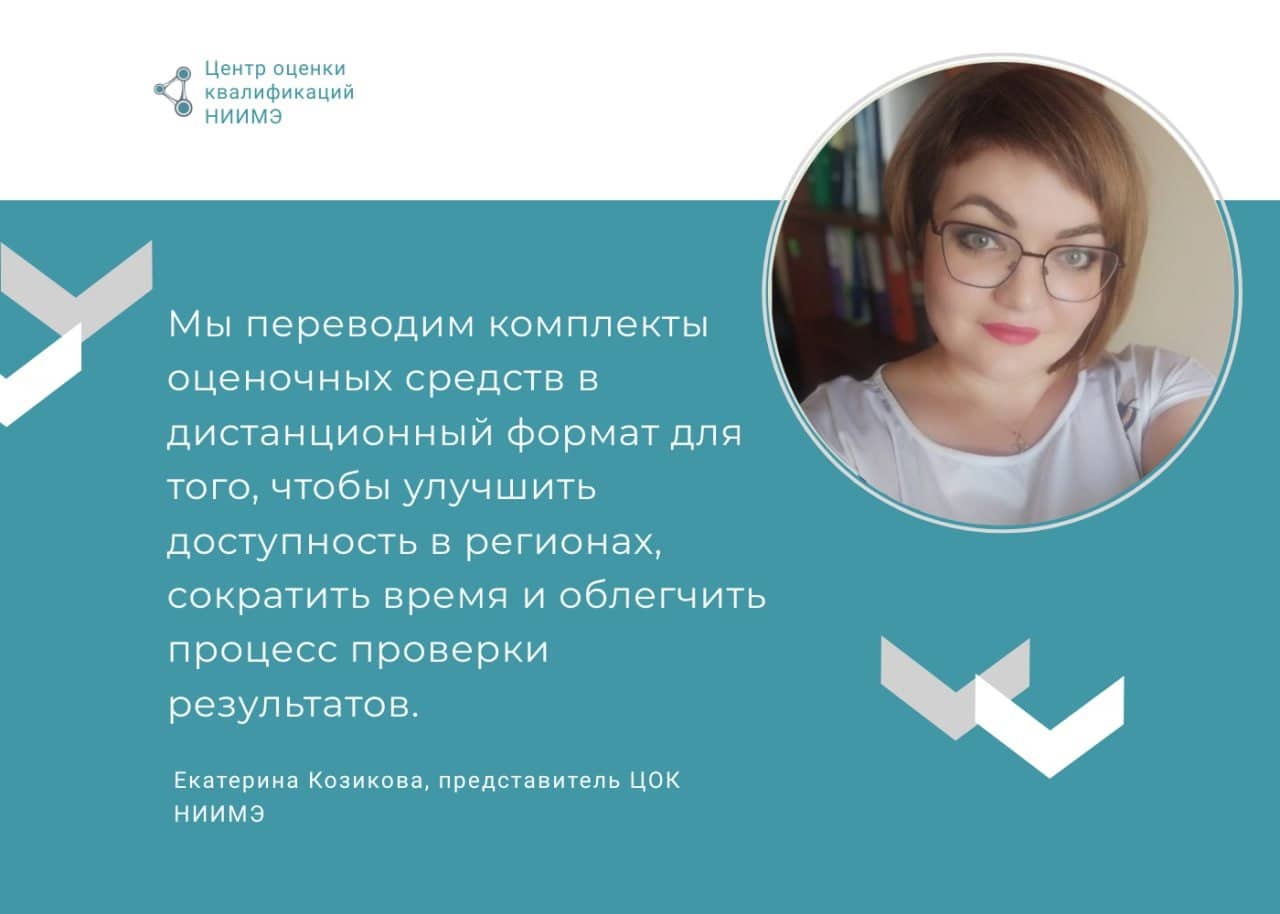 Центр оценки
квалификаций
НИИМЭ
Мы переводим комплекты
оценочных средств в
дистанционный формат для
того, чтобы улучшить
доступность в регионах,
сократить время и облегчить
процесс проверки
результатов.
Екатерина Козикова, представитель ЦОК
НИИМЭ